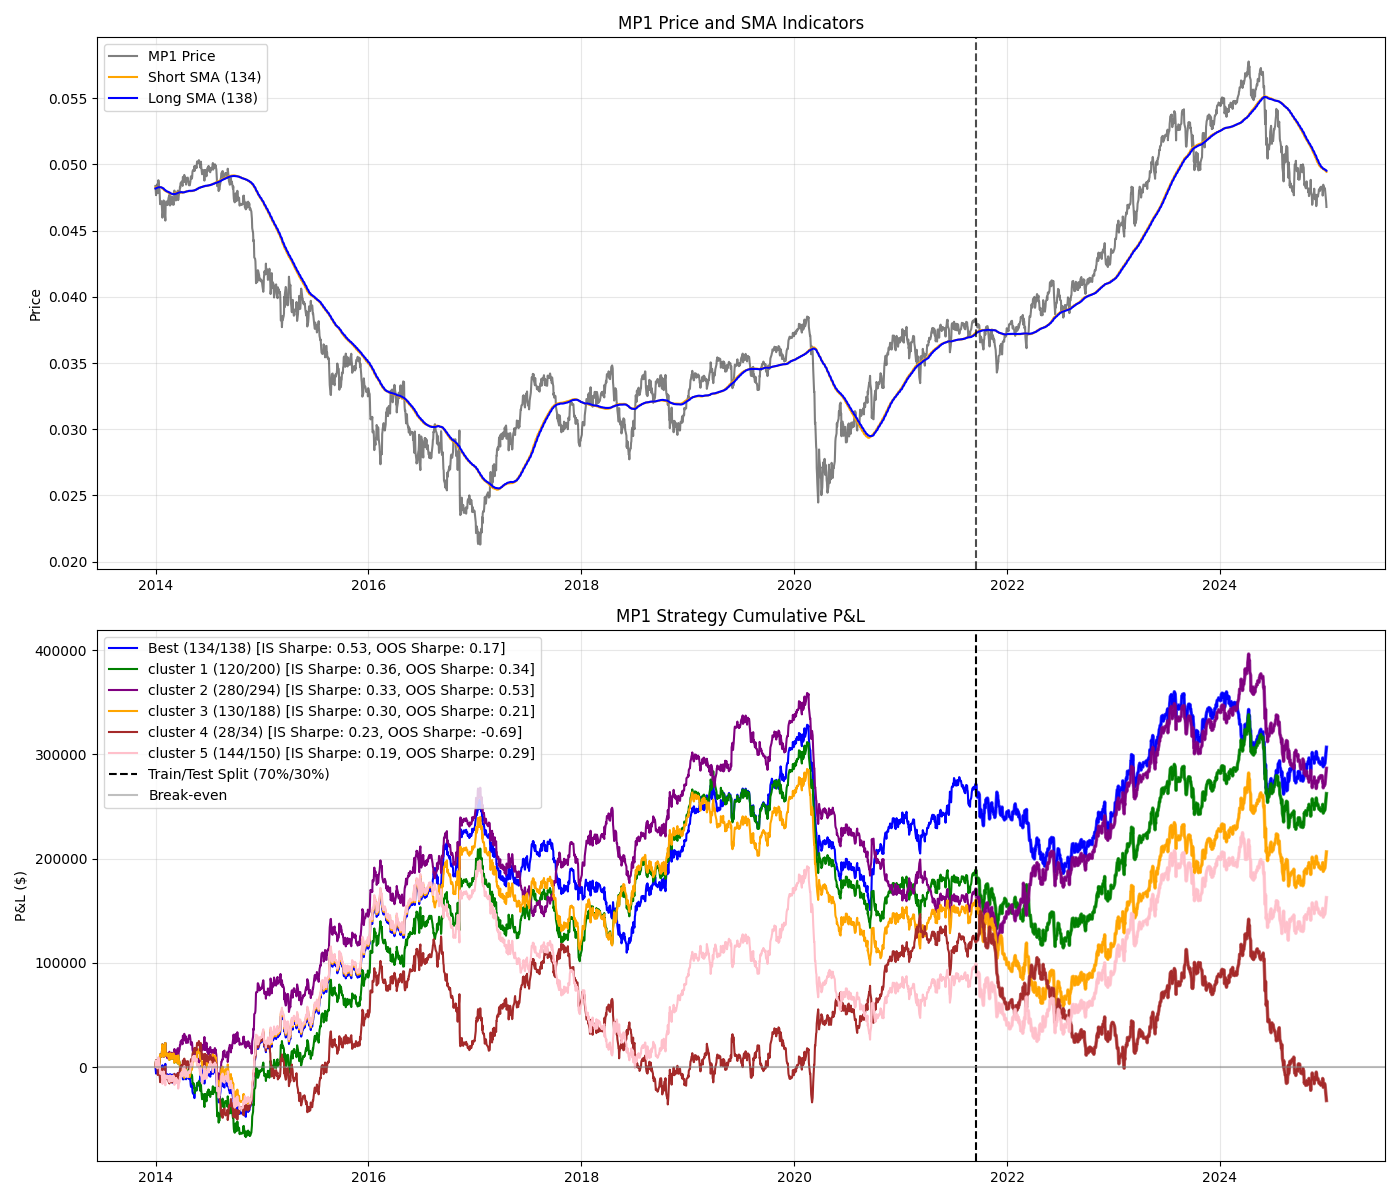 MP1 Price and SMA Indicators
MP1 Price
Short SMA (134)
Long SMA (138)
Price
0.055
0.050
0.045
0.040
0.035
0.030
0.025
0.020
2014 2016 2018 2020 2022 2024
MP1 Strategy Cumulative P&L
Best (134/138) [IS Sharpe: 0.53, OOS Sharpe: 0.17]
cluster 1 (120/200) [IS Sharpe: 0.36, OOS Sharpe: 0.34]
cluster 2 (280/294) [IS Sharpe: 0.33, OOS Sharpe: 0.53]
cluster 3 (130/188) [IS Sharpe: 0.30, OOS Sharpe: 0.21]
cluster 4 (28/34) [IS Sharpe: 0.23, OOS Sharpe: -0.69]
cluster 5 (144/150) [IS Sharpe: 0.19, OOS Sharpe: 0.29]
Train/Test Split (70%/30%)
Break-even
P&L ($)
400000
300000
200000
100000
0
2014 2016 2018 2020 2022 2024